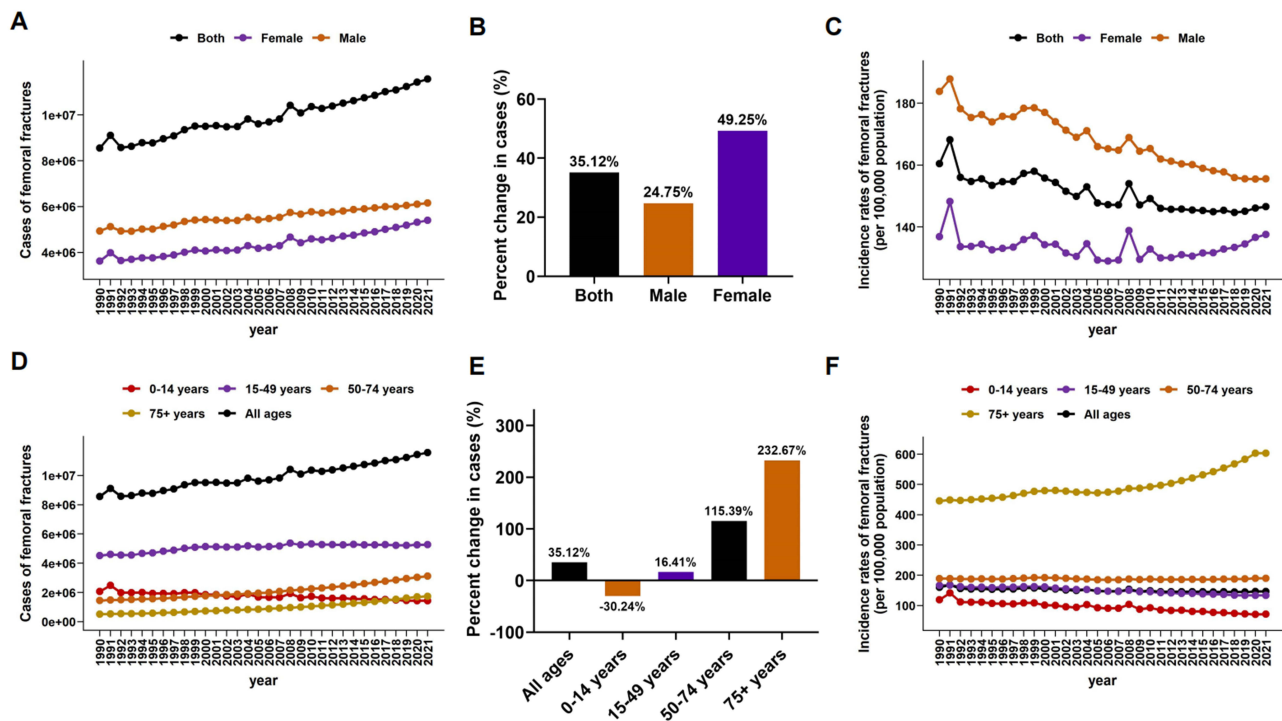 A
Both Female Male
Cases of femoral fractures
1e+07
8e+06
6e+06
4e+06
1990 1991 1992 1993 1994 1995 1996 1997 1998 1999 2000 2001 2002 2003 2004 2005 2006 2007 2008 2009 2010 2011 2012 2013 2014 2015 2016 2017 2018 2019 2020 2021
year
B
Percent change in cases (%)
60
40
20
0
35.12%
24.75%
49.25%
Both Male Female
C
Both Female Male
Incidence rates of femoral fractures
(per 100,000 population)
180
160
140
1990 1991 1992 1993 1994 1995 1996 1997 1998 1999 2000 2001 2002 2003 2004 2005 2006 2007 2008 2009 2010 2011 2012 2013 2014 2015 2016 2017 2018 2019 2020 2021
year
D
0-14 years 15-49 years 50-74 years
75+ years All ages
Cases of femoral fractures
1e+07
8e+06
6e+06
4e+06
2e+06
0e+00
1990 1991 1992 1993 1994 1995 1996 1997 1998 1999 2000 2001 2002 2003 2004 2005 2006 2007 2008 2009 2010 2011 2012 2013 2014 2015 2016 2017 2018 2019 2020 2021
year
E
Percent change in cases (%)
300
200
100
0
-100
35.12%
-30.24%
16.41%
115.39%
232.67%
All ages 0-14 years 15-49 years 50-74 years 75+ years
F
0-14 years 15-49 years 50-74 years
75+ years All ages
Incidence rates of femoral fractures
(per 100,000 population)
600
500
400
300
200
100
1990 1991 1992 1993 1994 1995 1996 1997 1998 1999 2000 2001 2002 2003 2004 2005 2006 2007 2008 2009 2010 2011 2012 2013 2014 2015 2016 2017 2018 2019 2020 2021
year